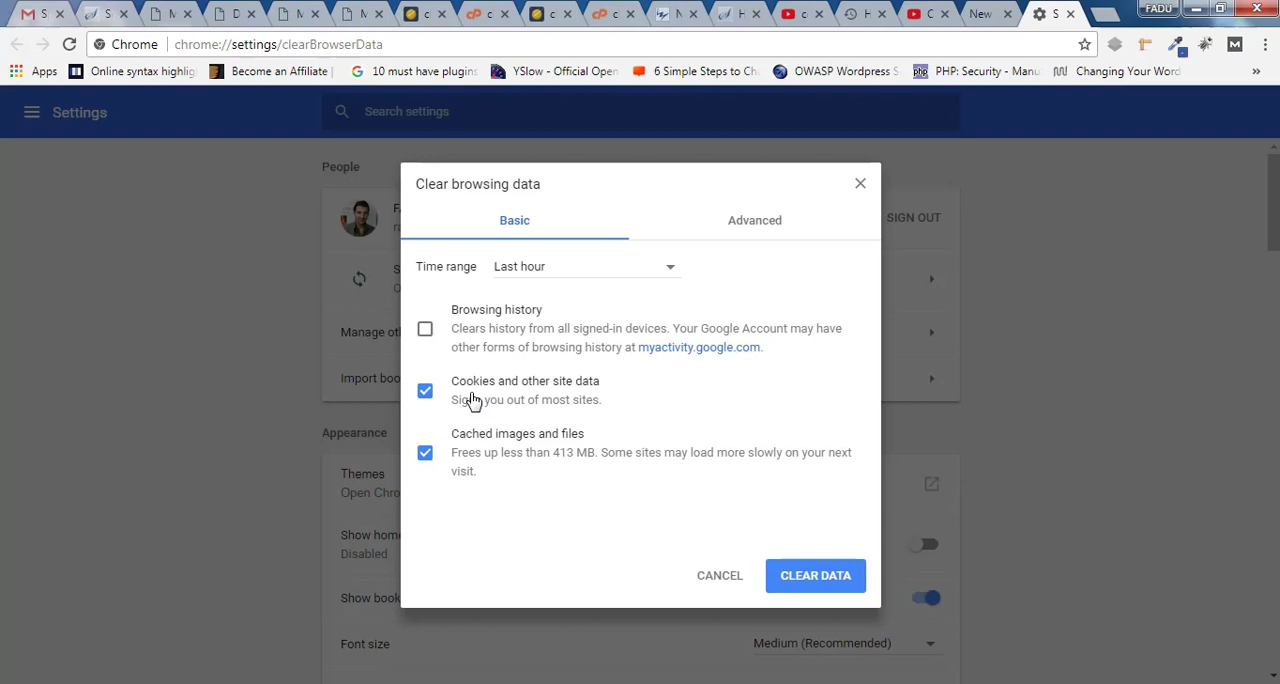 S
S
M
D
M
M
c
c
c
c
N
H
c
H
C
New
S
FADU
Chrome
chrome://settings/clearBrowserData
M
Apps
Online syntax highlig
Become an Affiliate
10 must have plugins
YSlow - Official Open
6 Simple Steps to Ch
OWASP Wordpress S
php
PHP: Security - Manu
Changing Your Word
»
Settings
Search settings
People
SIGN OUT
Manage ot
Import boo
Appearance
Themes
Open Chro
Show hom
Disabled
Show book
Font size
Medium (Recommended)
Clear browsing data
Basic
Advanced
Time range
Last hour
Browsing history
Clears history from all signed-in devices. Your Google Account may have
other forms of browsing history at myactivity.google.com.
Cookies and other site data
you out of most sites.
Cached images and files
Frees up less than 413 MB. Some sites may load more slowly on your next
visit.
CANCEL
CLEAR DATA